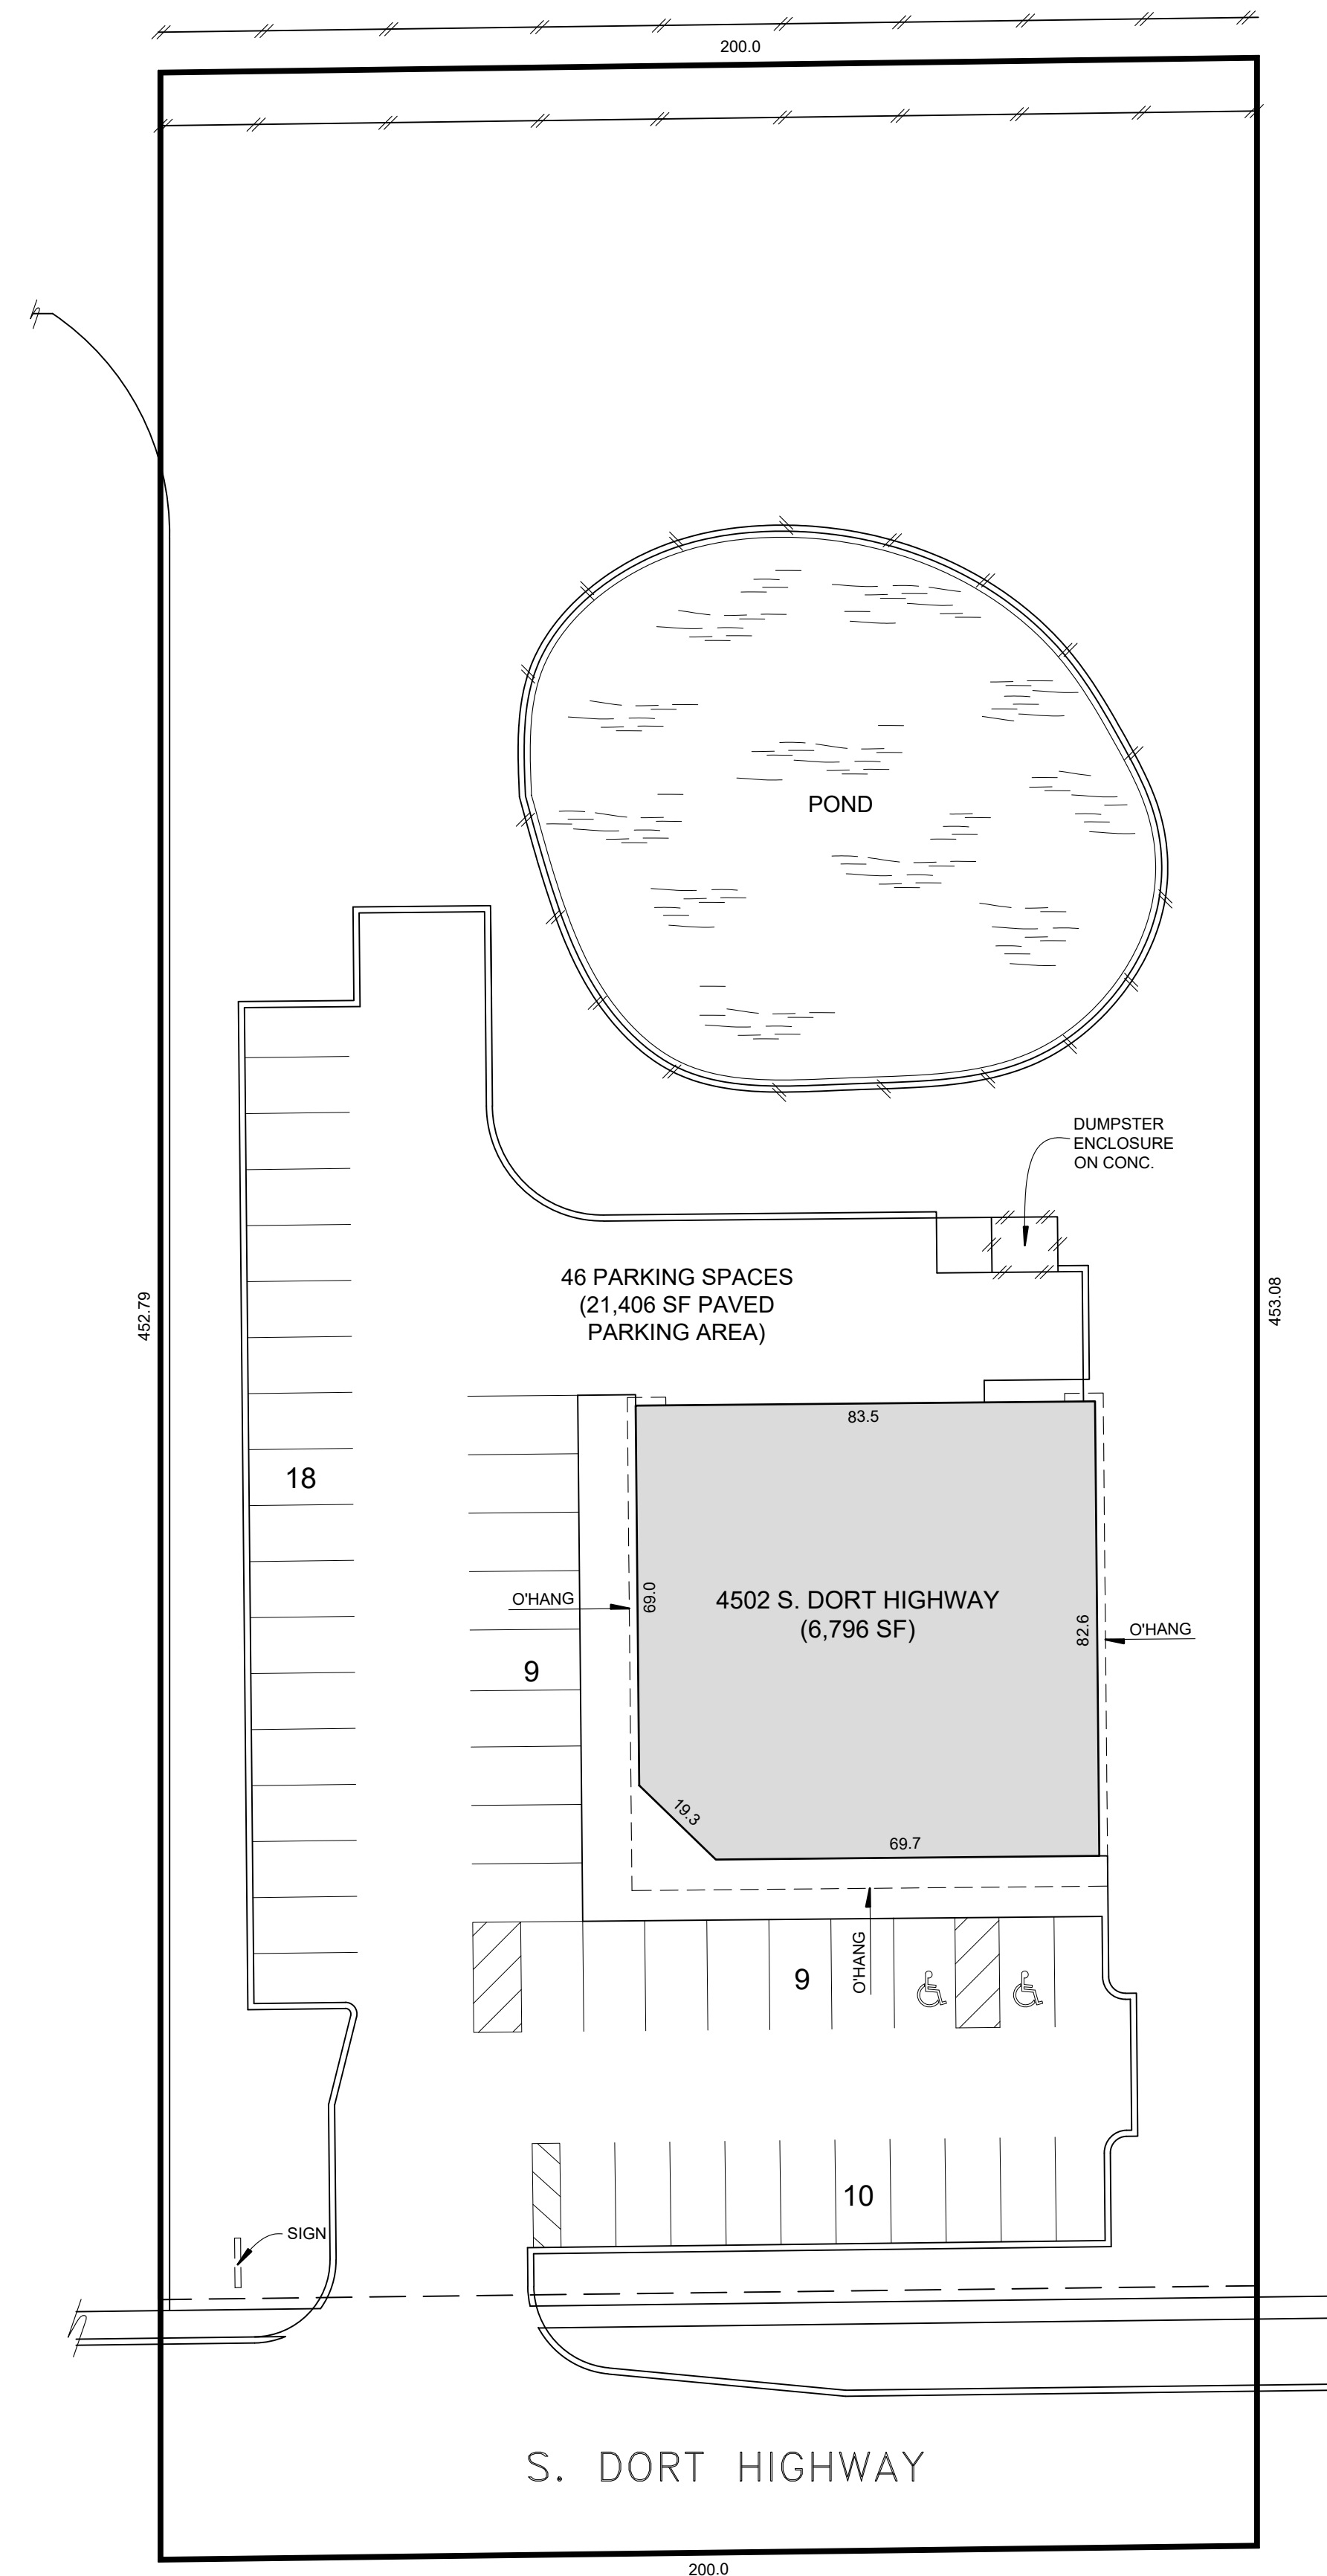 200.0
POND
DUMPSTER
ENCLOSURE
ON CONC.
46 PARKING SPACES
(21,406 SF PAVED
PARKING AREA)
452.79
453.08
83.5
18
O'HANG
69.0
4502 S. DORT HIGHWAY
(6,796 SF)
82.6
O'HANG
9
19.3
69.7
9
O'HANG
10
SIGN
S. DORT HIGHWAY
200.0